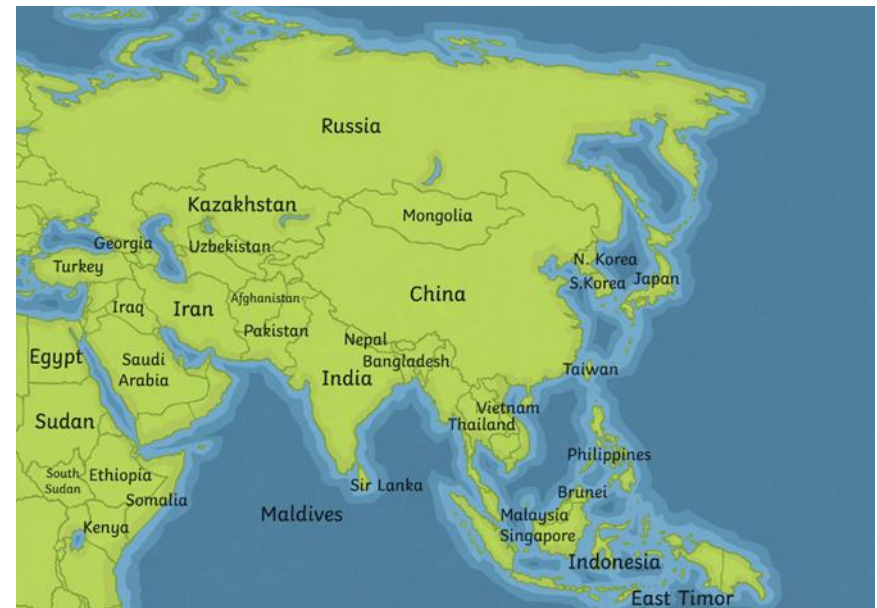 Russia
Kazakhstan
Mongolia
Georgia
Uzbekistan
N. Korea
Turkey
S.Korea
Japan
China
Afghanistan
Iraq
Iran
Pakistan
Nepal
Egypt
Saudi
Arabia
Bangladesh
India
Taiwan
Vietnam
Sudan
Thailand
Philippines
South
Sudan
Ethiopia
Sir Lanka
Somalia
Brunei
Maldives
Malaysia
Kenya
Singapore
Indonesia
East Timor